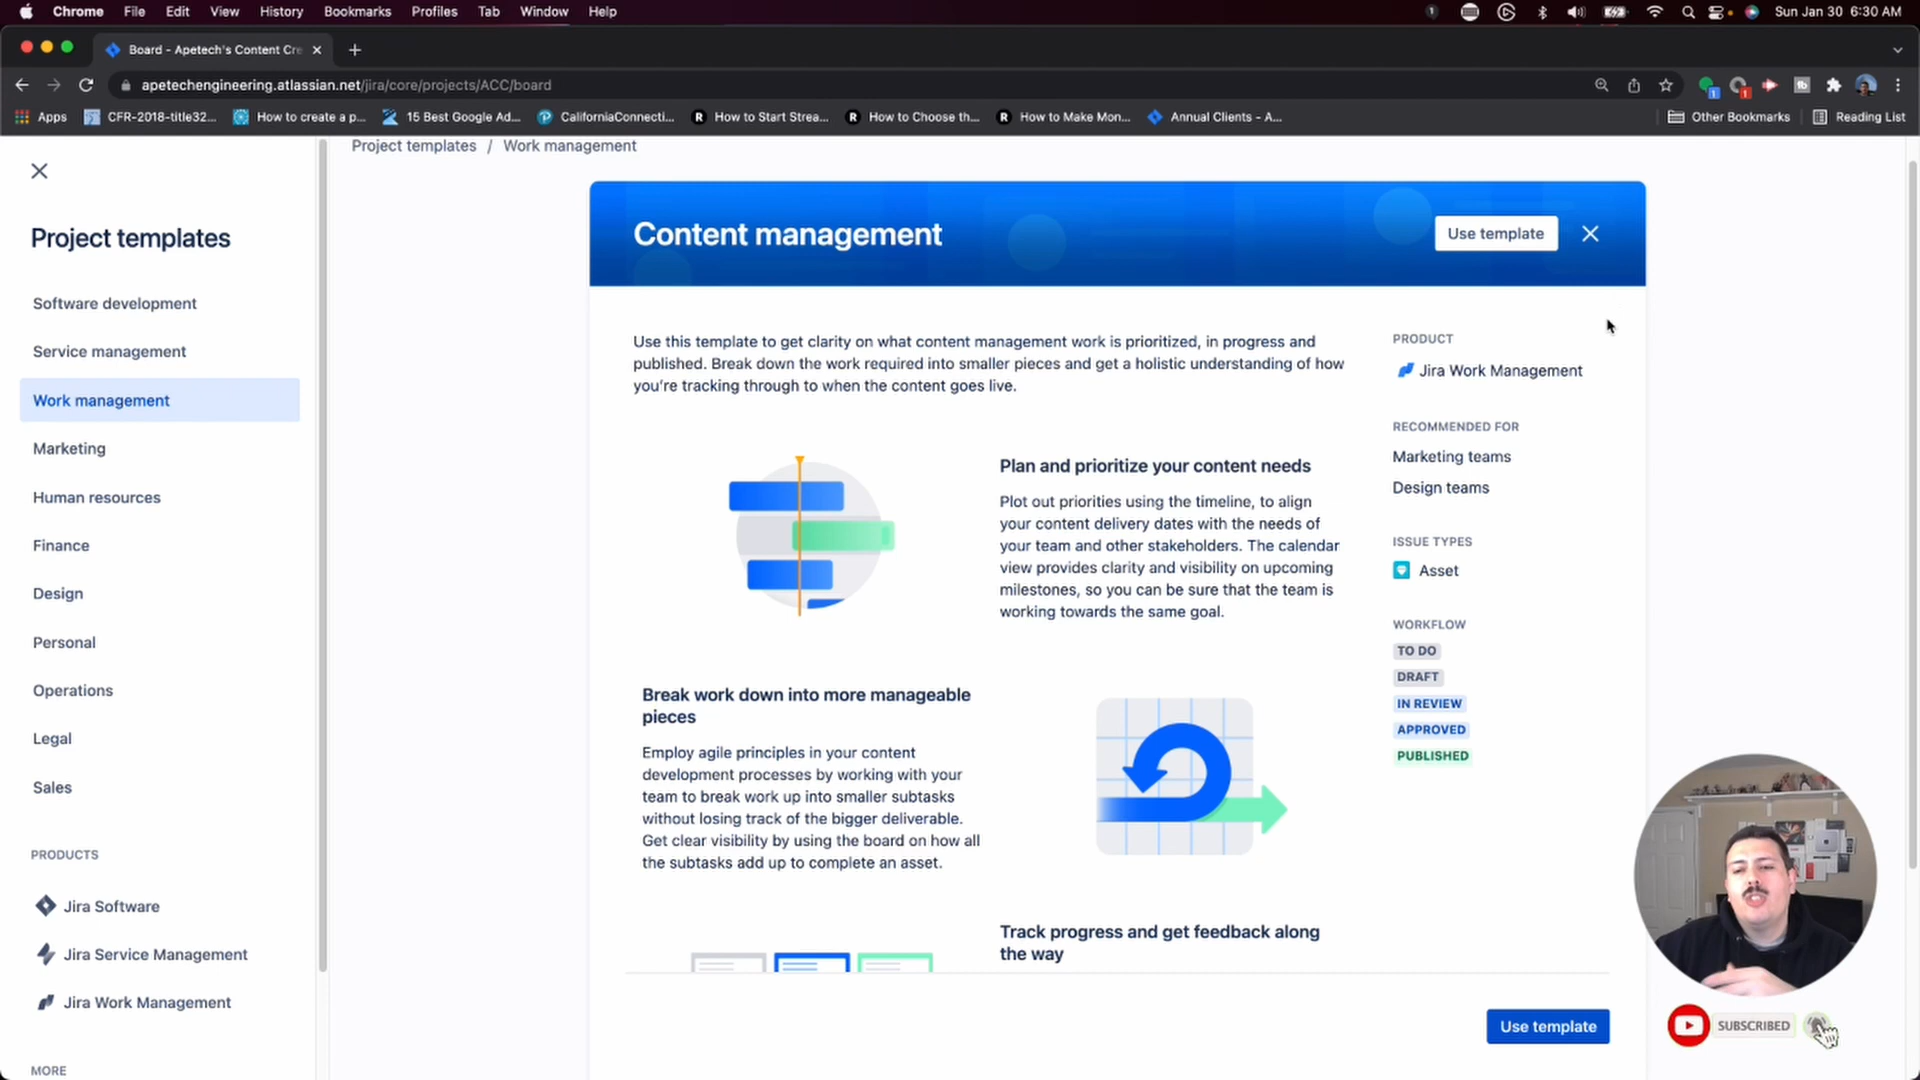 Chrome File Edit View History Bookmarks Profiles Tab Window Help
Sun Jan 30 6:30 AM
Board - Apetech's Content Cre
apetechengineering.atlassian.net/jira/core/projects/ACC/board
Apps CFR-2018-title32... How to create a p... 15 Best Google Ad... CaliforniaConnecti... How to Start Strea... How to Choose th... How to Make Mon... Annual Clients - A... Other Bookmarks Reading List
Project templates / Work management
Project templates
Software development
Service management
Work management
Marketing
Human resources
Finance
Design
Personal
Operations
Legal
Sales
PRODUCTS
Jira Software
Jira Service Management
Jira Work Management
MORE
Content management
Use template
Use this template to get clarity on what content management work is prioritized, in progress and
published. Break down the work required into smaller pieces and get a holistic understanding of how
you're tracking through to when the content goes live.
Plan and prioritize your content needs
Plot out priorities using the timeline, to align
your content delivery dates with the needs of
your team and other stakeholders. The calendar
view provides clarity and visibility on upcoming
milestones, so you can be sure that the team is
working towards the same goal.
Break work down into more manageable
pieces
Employ agile principles in your content
development processes by working with your
team to break work up into smaller subtasks
without losing track of the bigger deliverable.
Get clear visibility by using the board on how all
the subtasks add up to complete an asset.
Track progress and get feedback along
the way
PRODUCT
Jira Work Management
RECOMMENDED FOR
Marketing teams
Design teams
ISSUE TYPES
Asset
WORKFLOW
TO DO
DRAFT
IN REVIEW
APPROVED
PUBLISHED
Use template
SUBSCRIBED